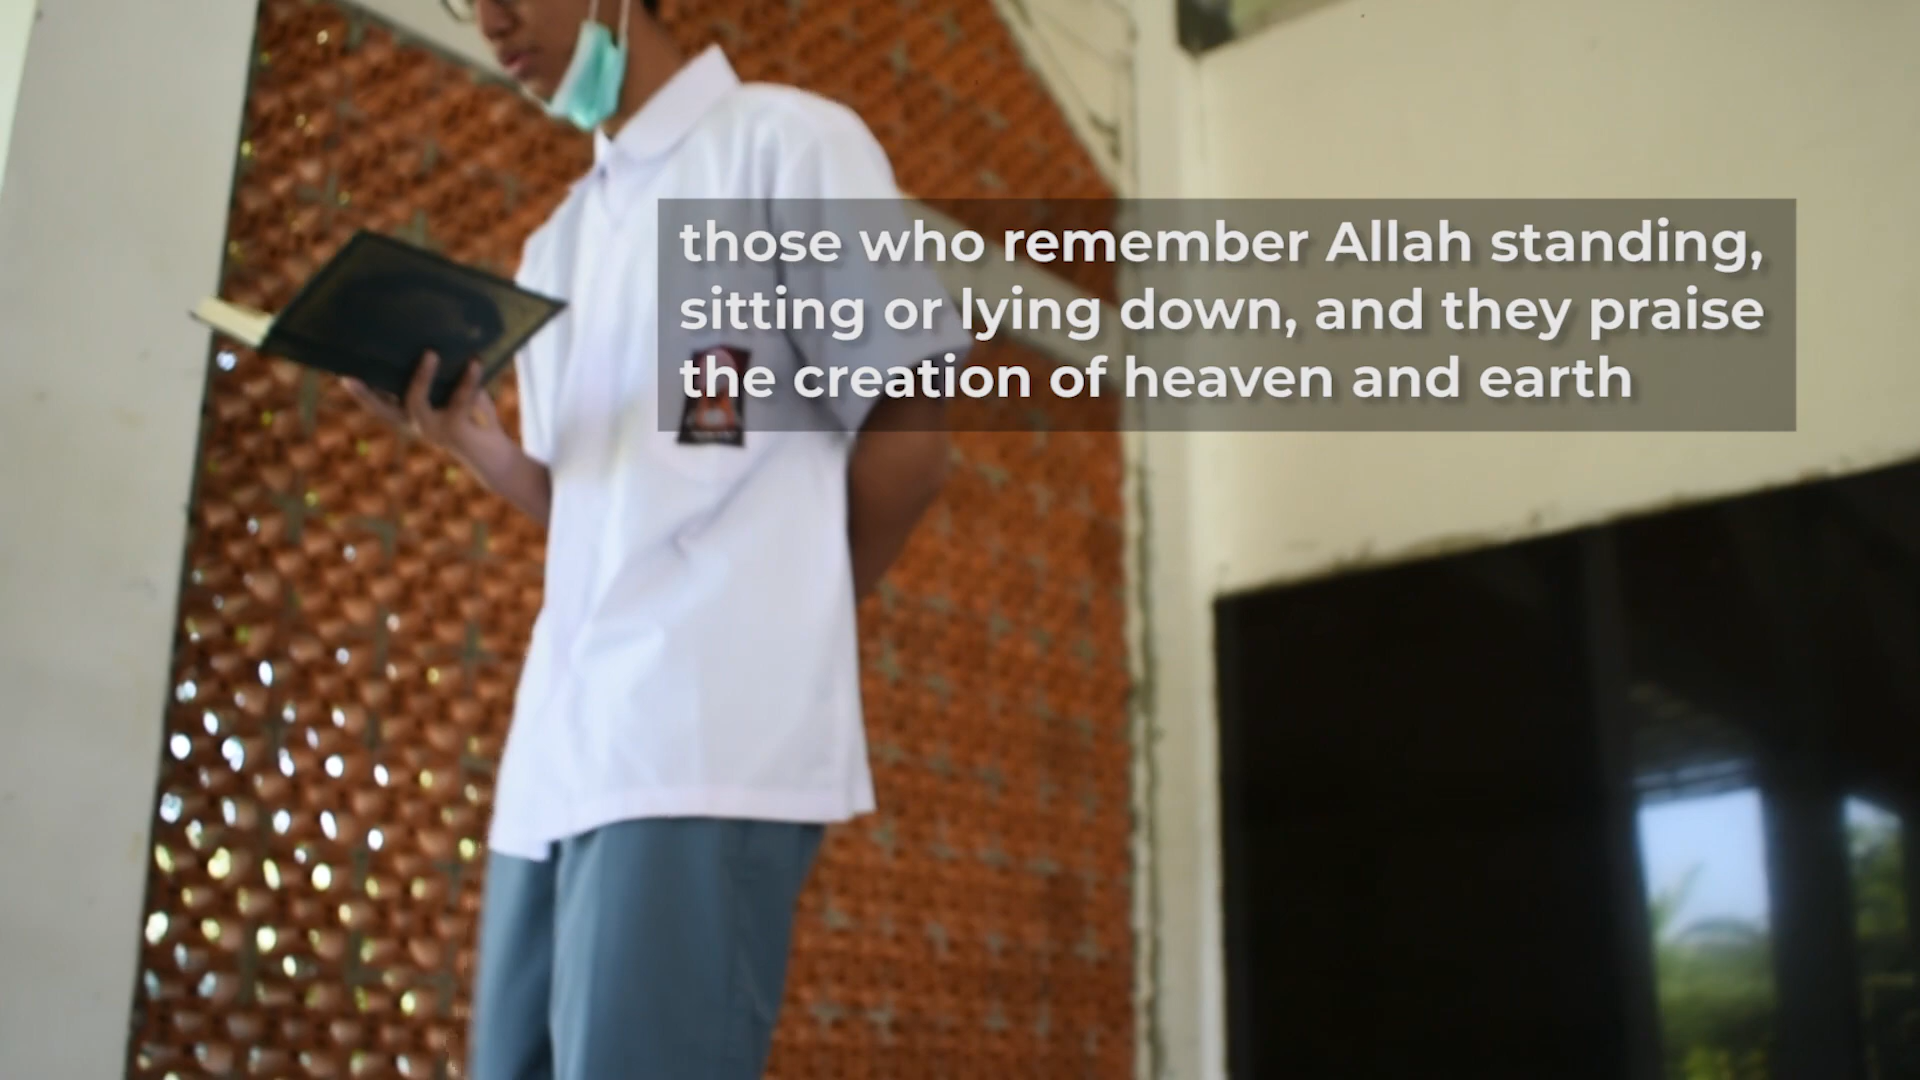 those who remember Allah standing,
sitting or lying down, and they praise
the creation of heaven and earth